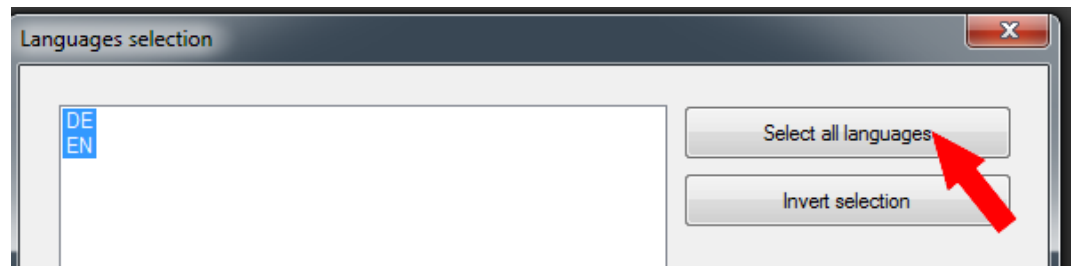 Languages selection
DE
EN
Select all languages
Invert selection